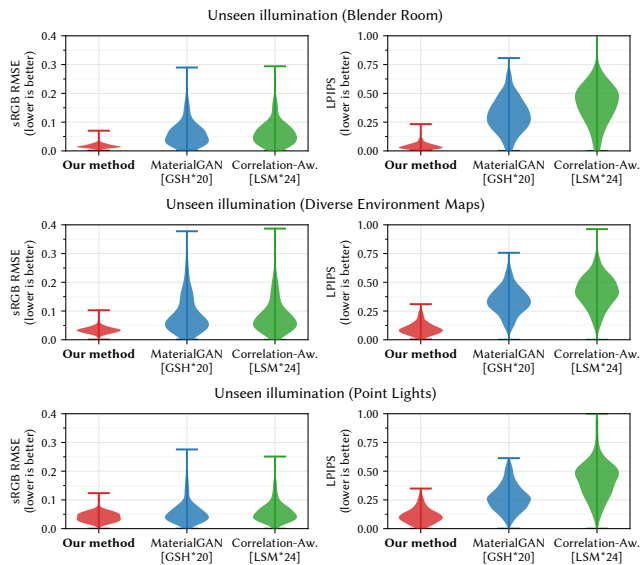 Unseen illumination (Blender Room)
sRGB RMSE
(lower is better)
0.4
0.3
0.2
0.1
0.0
Our method
MaterialGAN
[GSH*20]
Correlation-Aw.
[LSM*24]
LPIPS
(lower is better)
1.00
0.75
0.50
0.25
0.00
Our method
MaterialGAN
[GSH*20]
Correlation-Aw.
[LSM*24]
Unseen illumination (Diverse Environment Maps)
sRGB RMSE
(lower is better)
0.4
0.3
0.2
0.1
0.0
Our method
MaterialGAN
[GSH*20]
Correlation-Aw.
[LSM*24]
LPIPS
(lower is better)
1.00
0.75
0.50
0.25
0.00
Our method
MaterialGAN
[GSH*20]
Correlation-Aw.
[LSM*24]
Unseen illumination (Point Lights)
sRGB RMSE
(lower is better)
0.4
0.3
0.2
0.1
0.0
Our method
MaterialGAN
[GSH*20]
Correlation-Aw.
[LSM*24]
LPIPS
(lower is better)
1.00
0.75
0.50
0.25
0.00
Our method
MaterialGAN
[GSH*20]
Correlation-Aw.
[LSM*24]